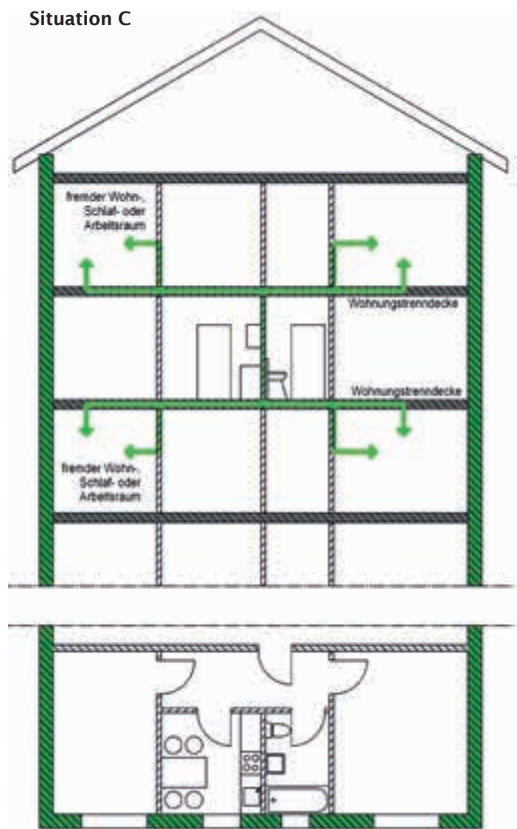 Situation C
fremder Wohn-,
Schlaf- oder
Arbeitsraum
Wohnungstrenndecke
Wohnungstrenndecke
fremder Wohn-,
Schlaf- oder
Arbeitsraum